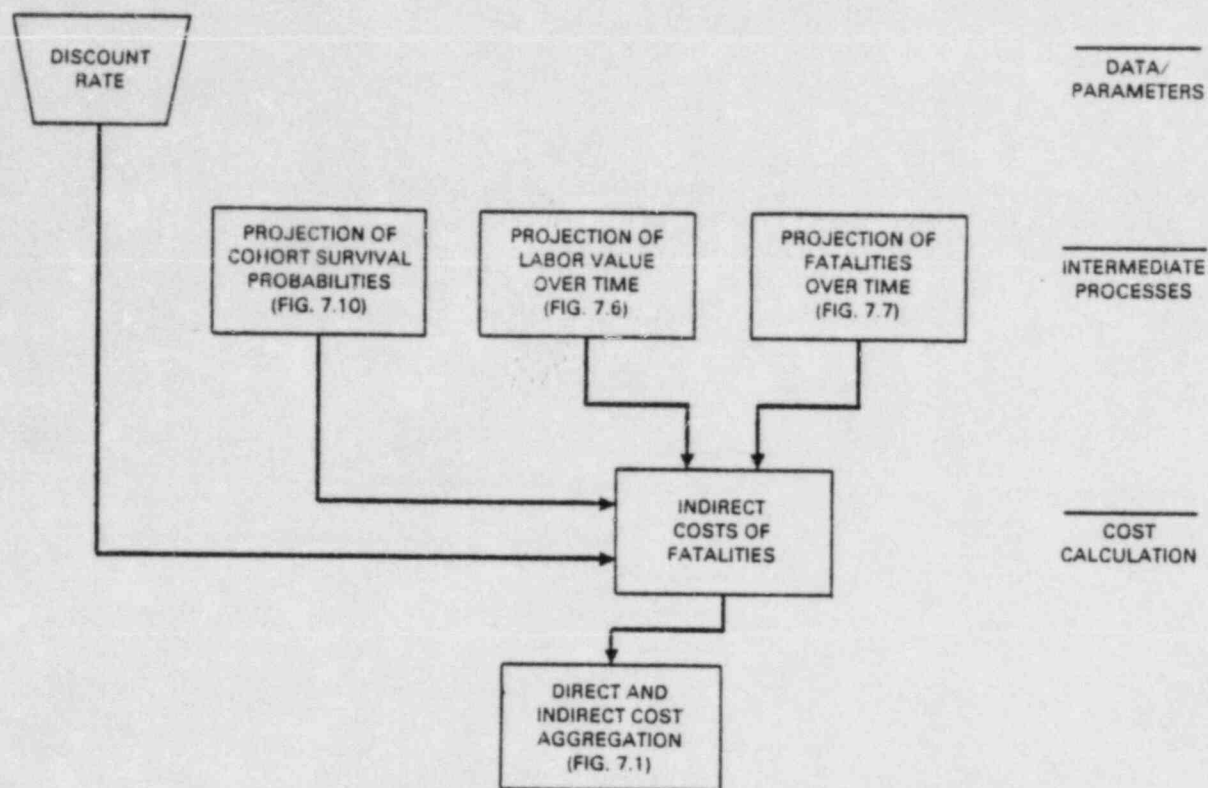 DISCOUNT
RATE
DATA/
PARAMETERS
PROJECTION OF
COHORT SURVIVAL
PROBABILITIES
(FIG. 7.10)
PROJECTION OF
LABOR VALUE
OVER TIME
(FIG. 7.6)
PROJECTION OF
FATALITIES
OVER TIME
(FIG. 7.7)
INTERMEDIATE
PROCESSES
INDIRECT
COSTS OF
FATALITIES
COST
CALCULATION
DIRECT AND
INDIRECT COST
AGGREGATION
(FIG. 7.1)